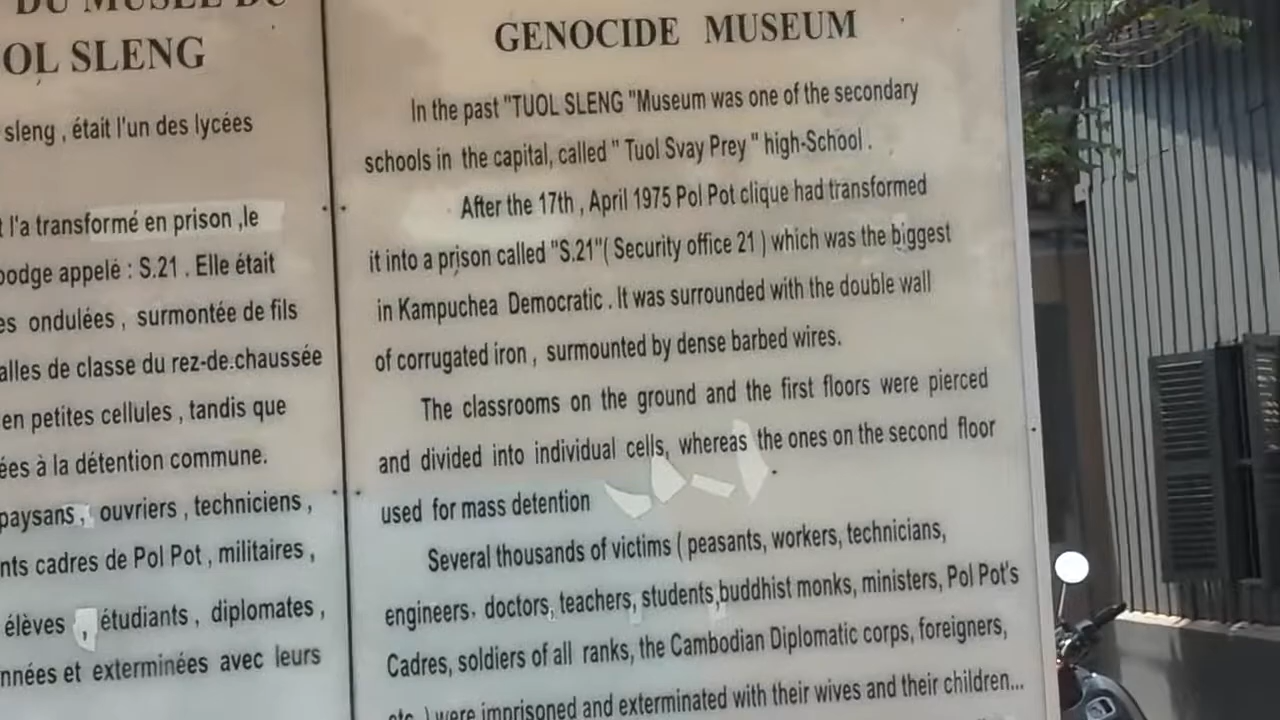 DU MUSÉE DU
OL SLENG
sleng , était l'un des lycées
l'a transformé en prison ,le
appelé : S.21 . Elle était
es ondulées , surmontée de fils
alles de classe du rez-de.chaussée
en petites cellules , tandis que
ées à la détention commune.
paysans , ouvriers , techniciens ,
nts cadres de Pol Pot , militaires ,
élèves , étudiants , diplomates ,
nnées et exterminées avec leurs
GENOCIDE MUSEUM
In the past "TUOL SLENG "Museum was one of the secondary
schools in the capital, called " Tuol Svay Prey " high-School .
After the 17th , April 1975 Pol Pot clique had transformed
it into a prison called "S.21"( Security office 21 ) which was the biggest
in Kampuchea Democratic . It was surrounded with the double wall
of corrugated iron , surmounted by dense barbed wires.
The classrooms on the ground and the first floors were pierced
and divided into individual cells, whereas the ones on the second floor
used for mass detention .
Several thousands of victims ( peasants, workers, technicians,
engineers. doctors, teachers, students,buddhist monks, ministers, Pol Pot's
Cadres, soldiers of all ranks, the Cambodian Diplomatic corps, foreigners,
etc. ) were imprisoned and exterminated with their wives and their children...